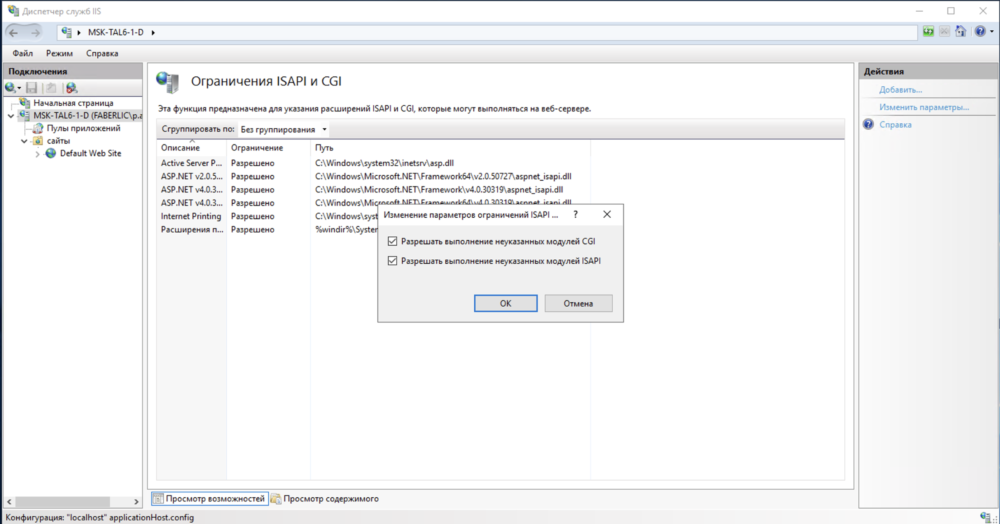 Диспетчер служб IIS
MSK-TAL6-1-D
Файл Режим Справка
Подключения
Начальная страница
MSK-TAL6-1-D (FABERLIC\p.a
Пулы приложений
сайты
Default Web Site
Ограничения ISAPI и CGI
Эта функция предназначена для указания расширений ISAPI и CGI, которые могут выполняться на веб-сервере.
Сгруппировать по: Без группирования
Описание Ограничение Путь
Active Server P... Разрешено C:\Windows\system32\inetsrv\asp.dll
ASP.NET v2.0.5... Разрешено C:\Windows\Microsoft.NET\Framework64\v2.0.50727\aspnet_isapi.dll
ASP.NET v4.0.3... Разрешено C:\Windows\Microsoft.NET\Framework\v4.0.30319\aspnet_isapi.dll
ASP.NET v4.0.3... Разрешено C:\Windows\Microsoft.NET\Framework64\v4.0.30319\aspnet_isapi.dll
Internet Printing Разрешено C:\Windows\syst
Расширения п... Разрешено %windir%\System
Изменение параметров ограничений ISAPI ... ?
Разрешать выполнение неуказанных модулей CGI
Разрешать выполнение неуказанных модулей ISAPI
ОК Отмена
Действия
Добавить...
Изменить параметры...
Справка
Просмотр возможностей Просмотр содержимого
Конфигурация: "localhost" applicationHost.config